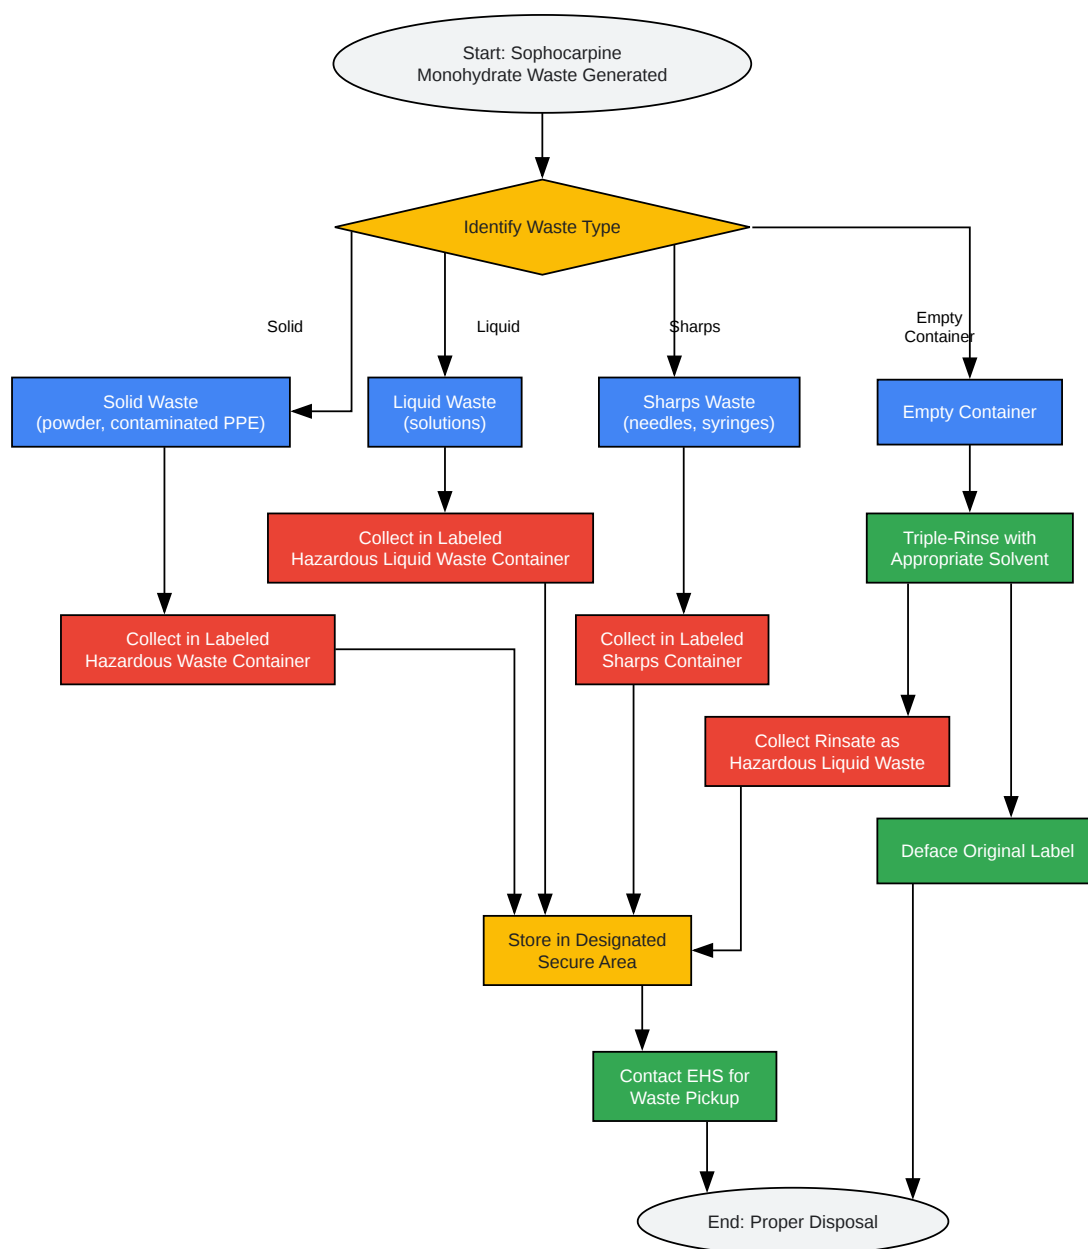 Start: Sophocarpine
Monohydrate Waste Generated
Identify Waste Type
Solid
Liquid
Sharps
Empty
Container
Solid Waste
(powder, contaminated PPE)
Liquid Waste
(solutions)
Sharps Waste
(needles, syringes)
Empty Container
Collect in Labeled
Hazardous Liquid Waste Container
Triple-Rinse with
Appropriate Solvent
Collect in Labeled
Hazardous Waste Container
Collect in Labeled
Sharps Container
Collect Rinsate as
Hazardous Liquid Waste
Deface Original Label
Store in Designated
Secure Area
Contact EHS for
Waste Pickup
End: Proper Disposal